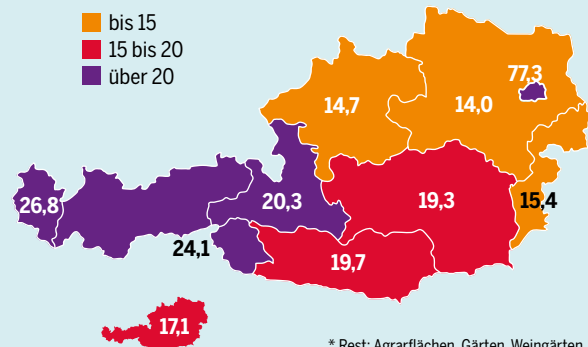 bis 15
15 bis 20
über 20
77,3
14,7
14,0
26,8
20,3
19,3
15,4
24,1
19,7
17,1
* Rest: Agrarflächen, Gärten, Weingärten